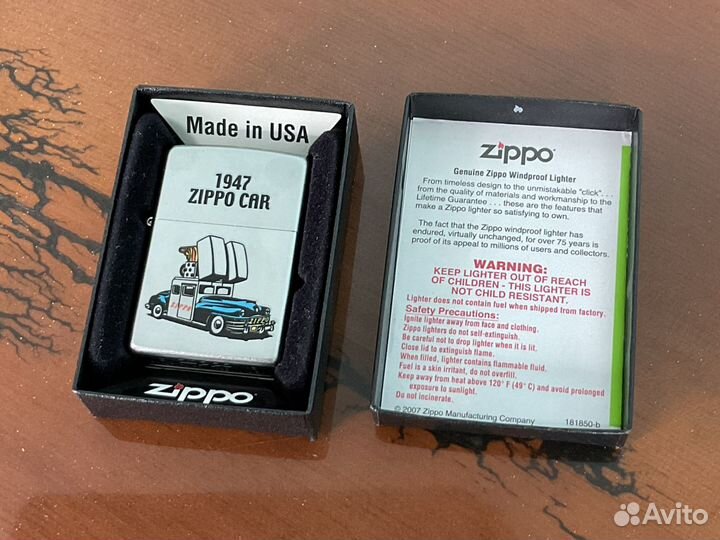 Made in USA
1947
ZIPPO CAR
ZIPPO
zippo
zippo
Genuine Zippo Windproof Lighter
From timeless design to the unmistakable "click". . .
from the quality of materials and workmanship to the
Lifetime Guarantee . . . these are the features that
make a Zippo lighter so satisfying to own.
The fact that the Zippo windproof lighter has
endured, virtually unchanged, for over 75 years is
proof of its appeal to millions of users and collectors.
WARNING:
KEEP LIGHTER OUT OF REACH
OF CHILDREN - THIS LIGHTER IS
NOT CHILD RESISTANT.
Lighter does not contain fuel when shipped from factory.
Safety Precautions:
Ignite lighter away from face and clothing.
Zippo lighters do not self-extinguish.
Be careful not to drop lighter when it is lit.
Close lid to extinguish flame.
When filled, lighter contains flammable fluid.
Fuel is a skin irritant, do not overfill.
Keep away from heat above 120° F (49° C) and avoid prolonged
exposure to sunlight.
Do not incinerate.
© 2007 Zippo Manufacturing Company 181850-b
Avito